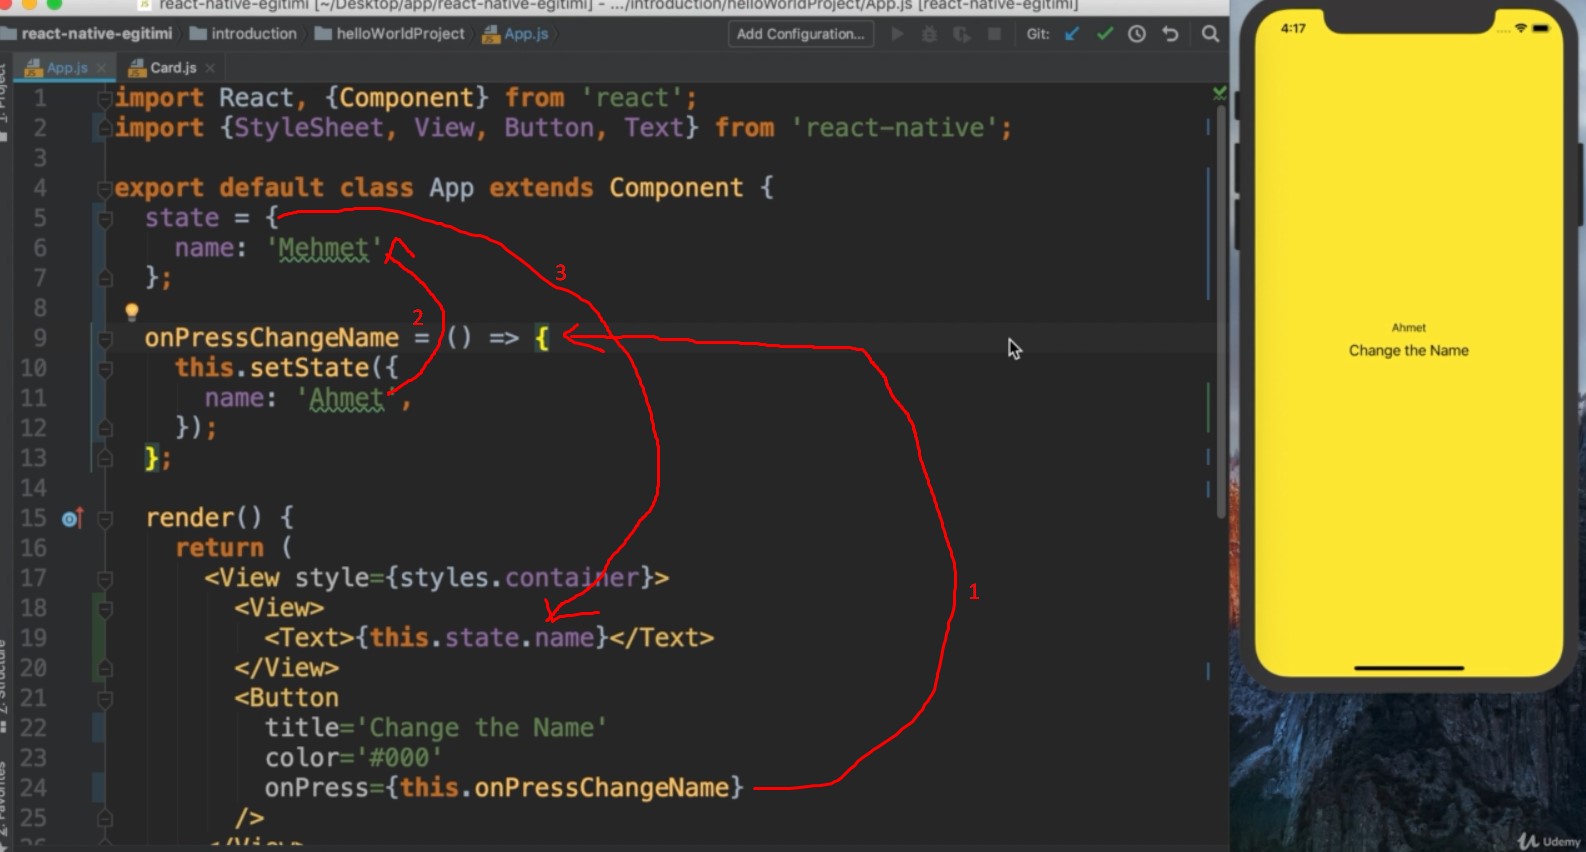 react-native-egitimi [~/Desktop/app/react-native-egitimi] - .../introduction/helloWorldProject/App.js [react-native-egitimi]
react-native-egitimi introduction helloWorldProject App.js Add Configuration... Git:
App.js Card.js
1: Project
1 import React, {Component} from 'react';
2 import {StyleSheet, View, Button, Text} from 'react-native';
3
4 export default class App extends Component {
5 state = {
6 name: 'Mehmet'
7 };
8
9 onPressChangeName = () => {
10 this.setState({
11 name: 'Ahmet',
12 });
13 };
14
15 render() {
16 return (
17 <View style={styles.container}>
18 <View>
19 <Text>{this.state.name}</Text>
20 </View>
21 <Button
22 title='Change the Name'
23 color='#000'
24 onPress={this.onPressChangeName}
25 />
26 </View>
3
2
1
Z: Structure
2: Favorites
4:17
Ahmet
Change the Name
Udemy